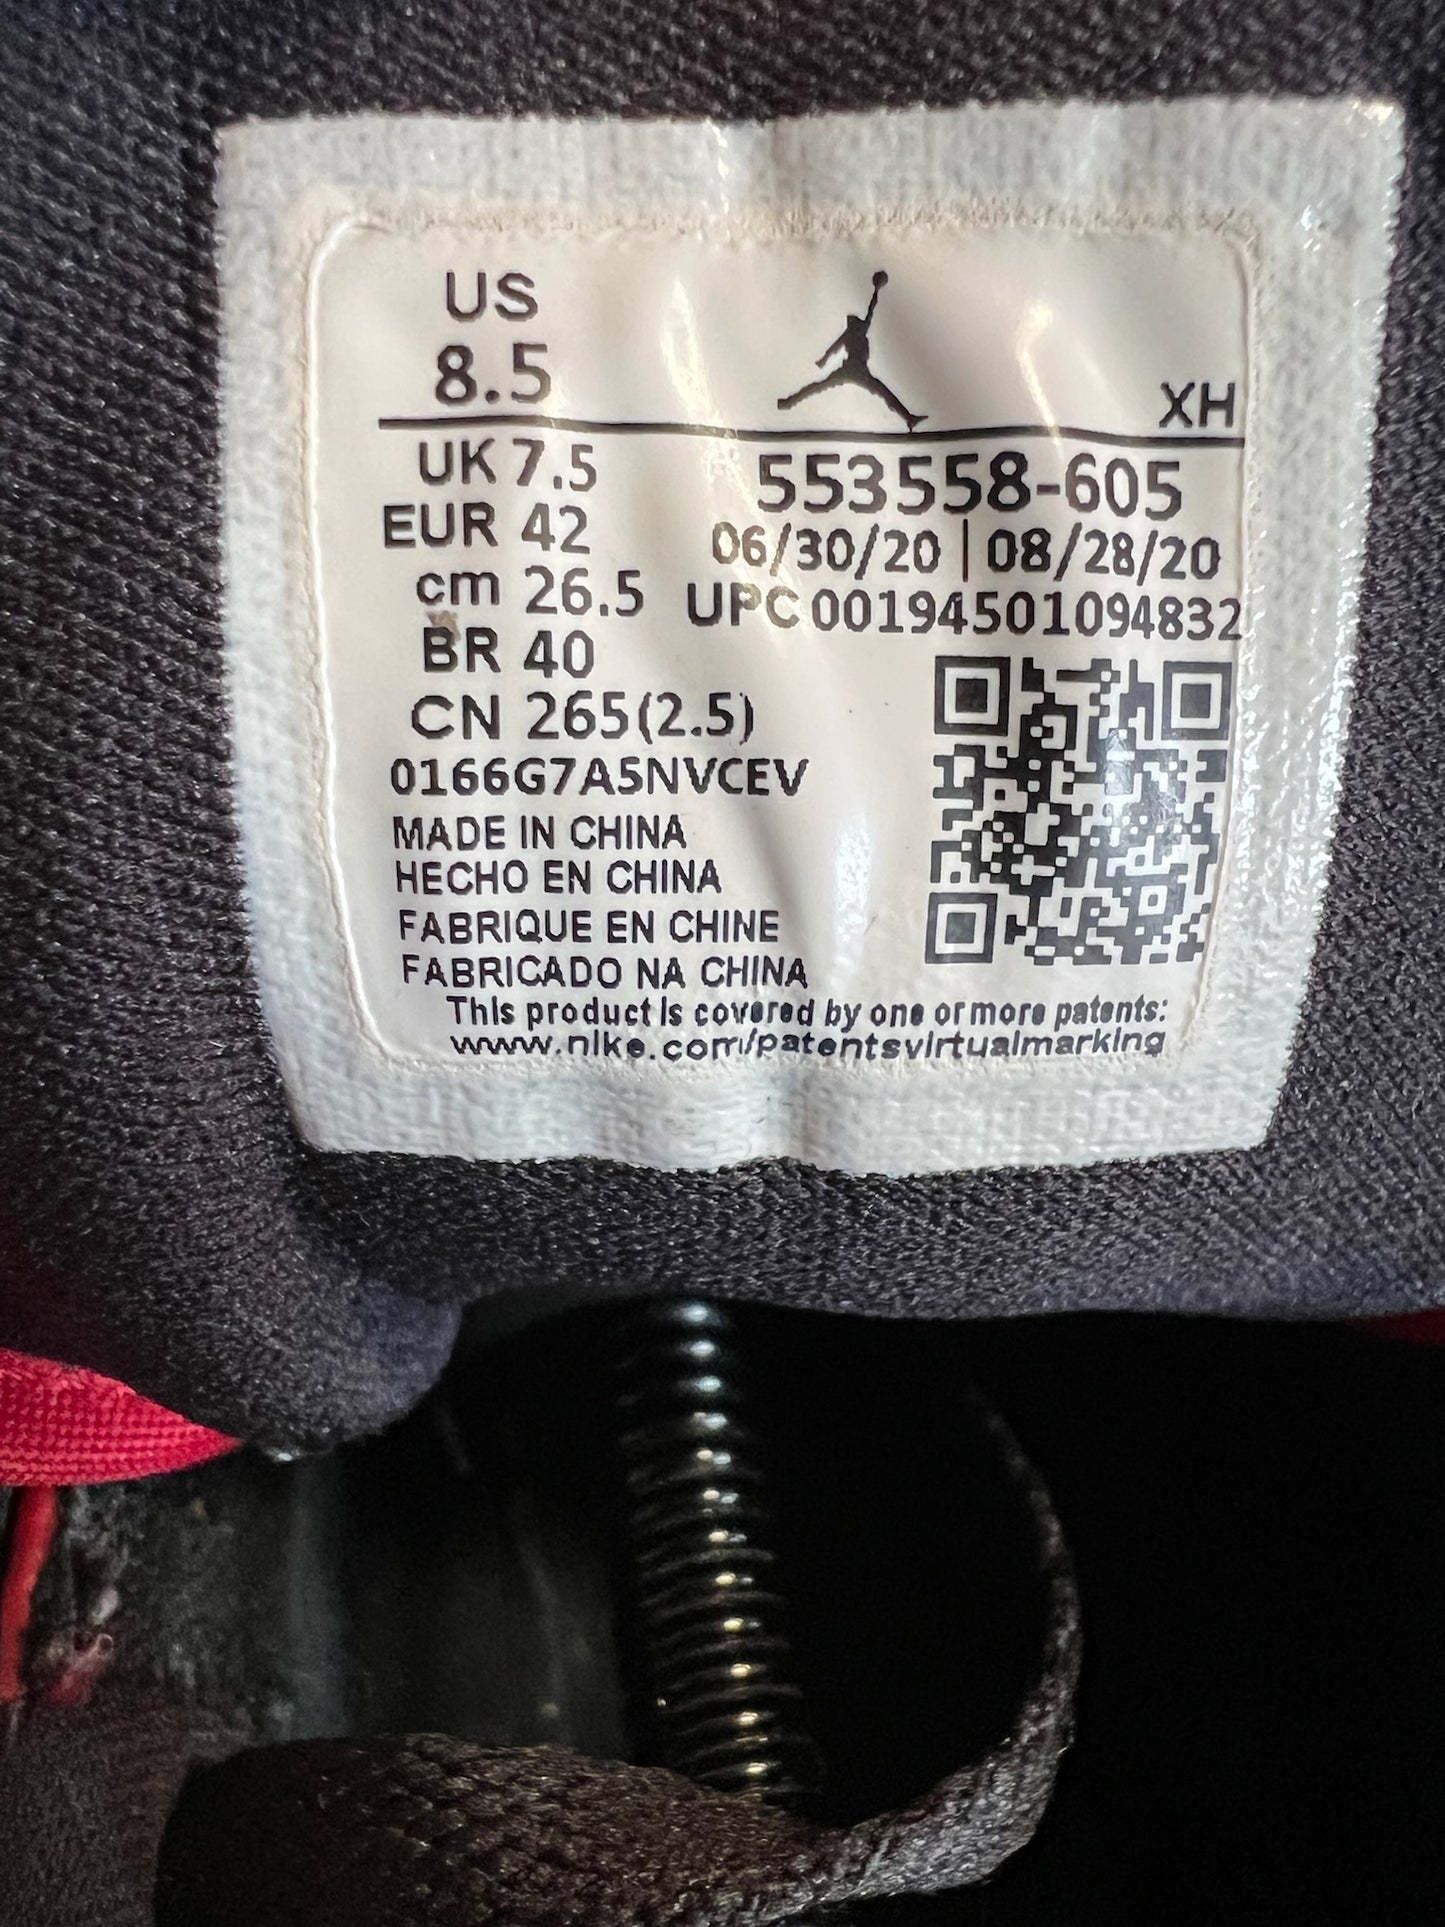 US
8.5
XH
UK 7.5
553558-605
EUR 42
06/30/20 | 08/28/20
cm 26.5
UPC 00194501094832
BR 40
CN 265(2.5)
0166G7A5NVCEV
MADE IN CHINA
HECHO EN CHINA
FABRIQUE EN CHINE
FABRICADO NA CHINA
This product is covered by one or more patents:
www.nike.com/patentsvirtualmarking